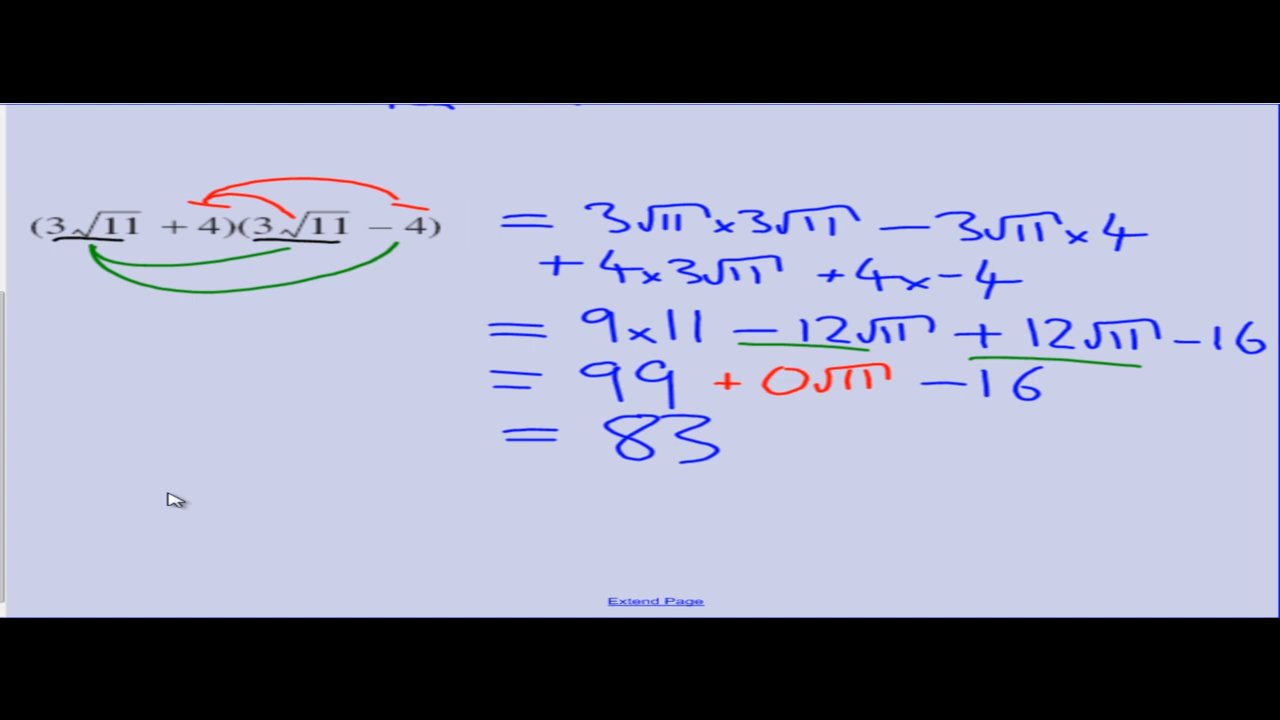 (3√11 + 4)(3√11 − 4) = 3√11 × 3√11 − 3√11 × 4
+ 4 × 3√11 + 4 × −4
= 9 × 11 − 12√11 + 12√11 − 16
= 99 + 0√11 − 16
= 83
Extend Page